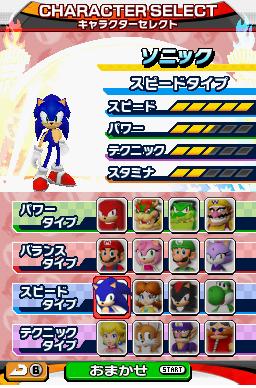 CHARACTER SELECT
キャラクターセレクト
ソニック
スピードタイプ
スピード
パワー
テクニック
スタミナ
パワー
タイプ
バランス
タイプ
スピード
タイプ
テクニック
タイプ
B
おまかせ
START